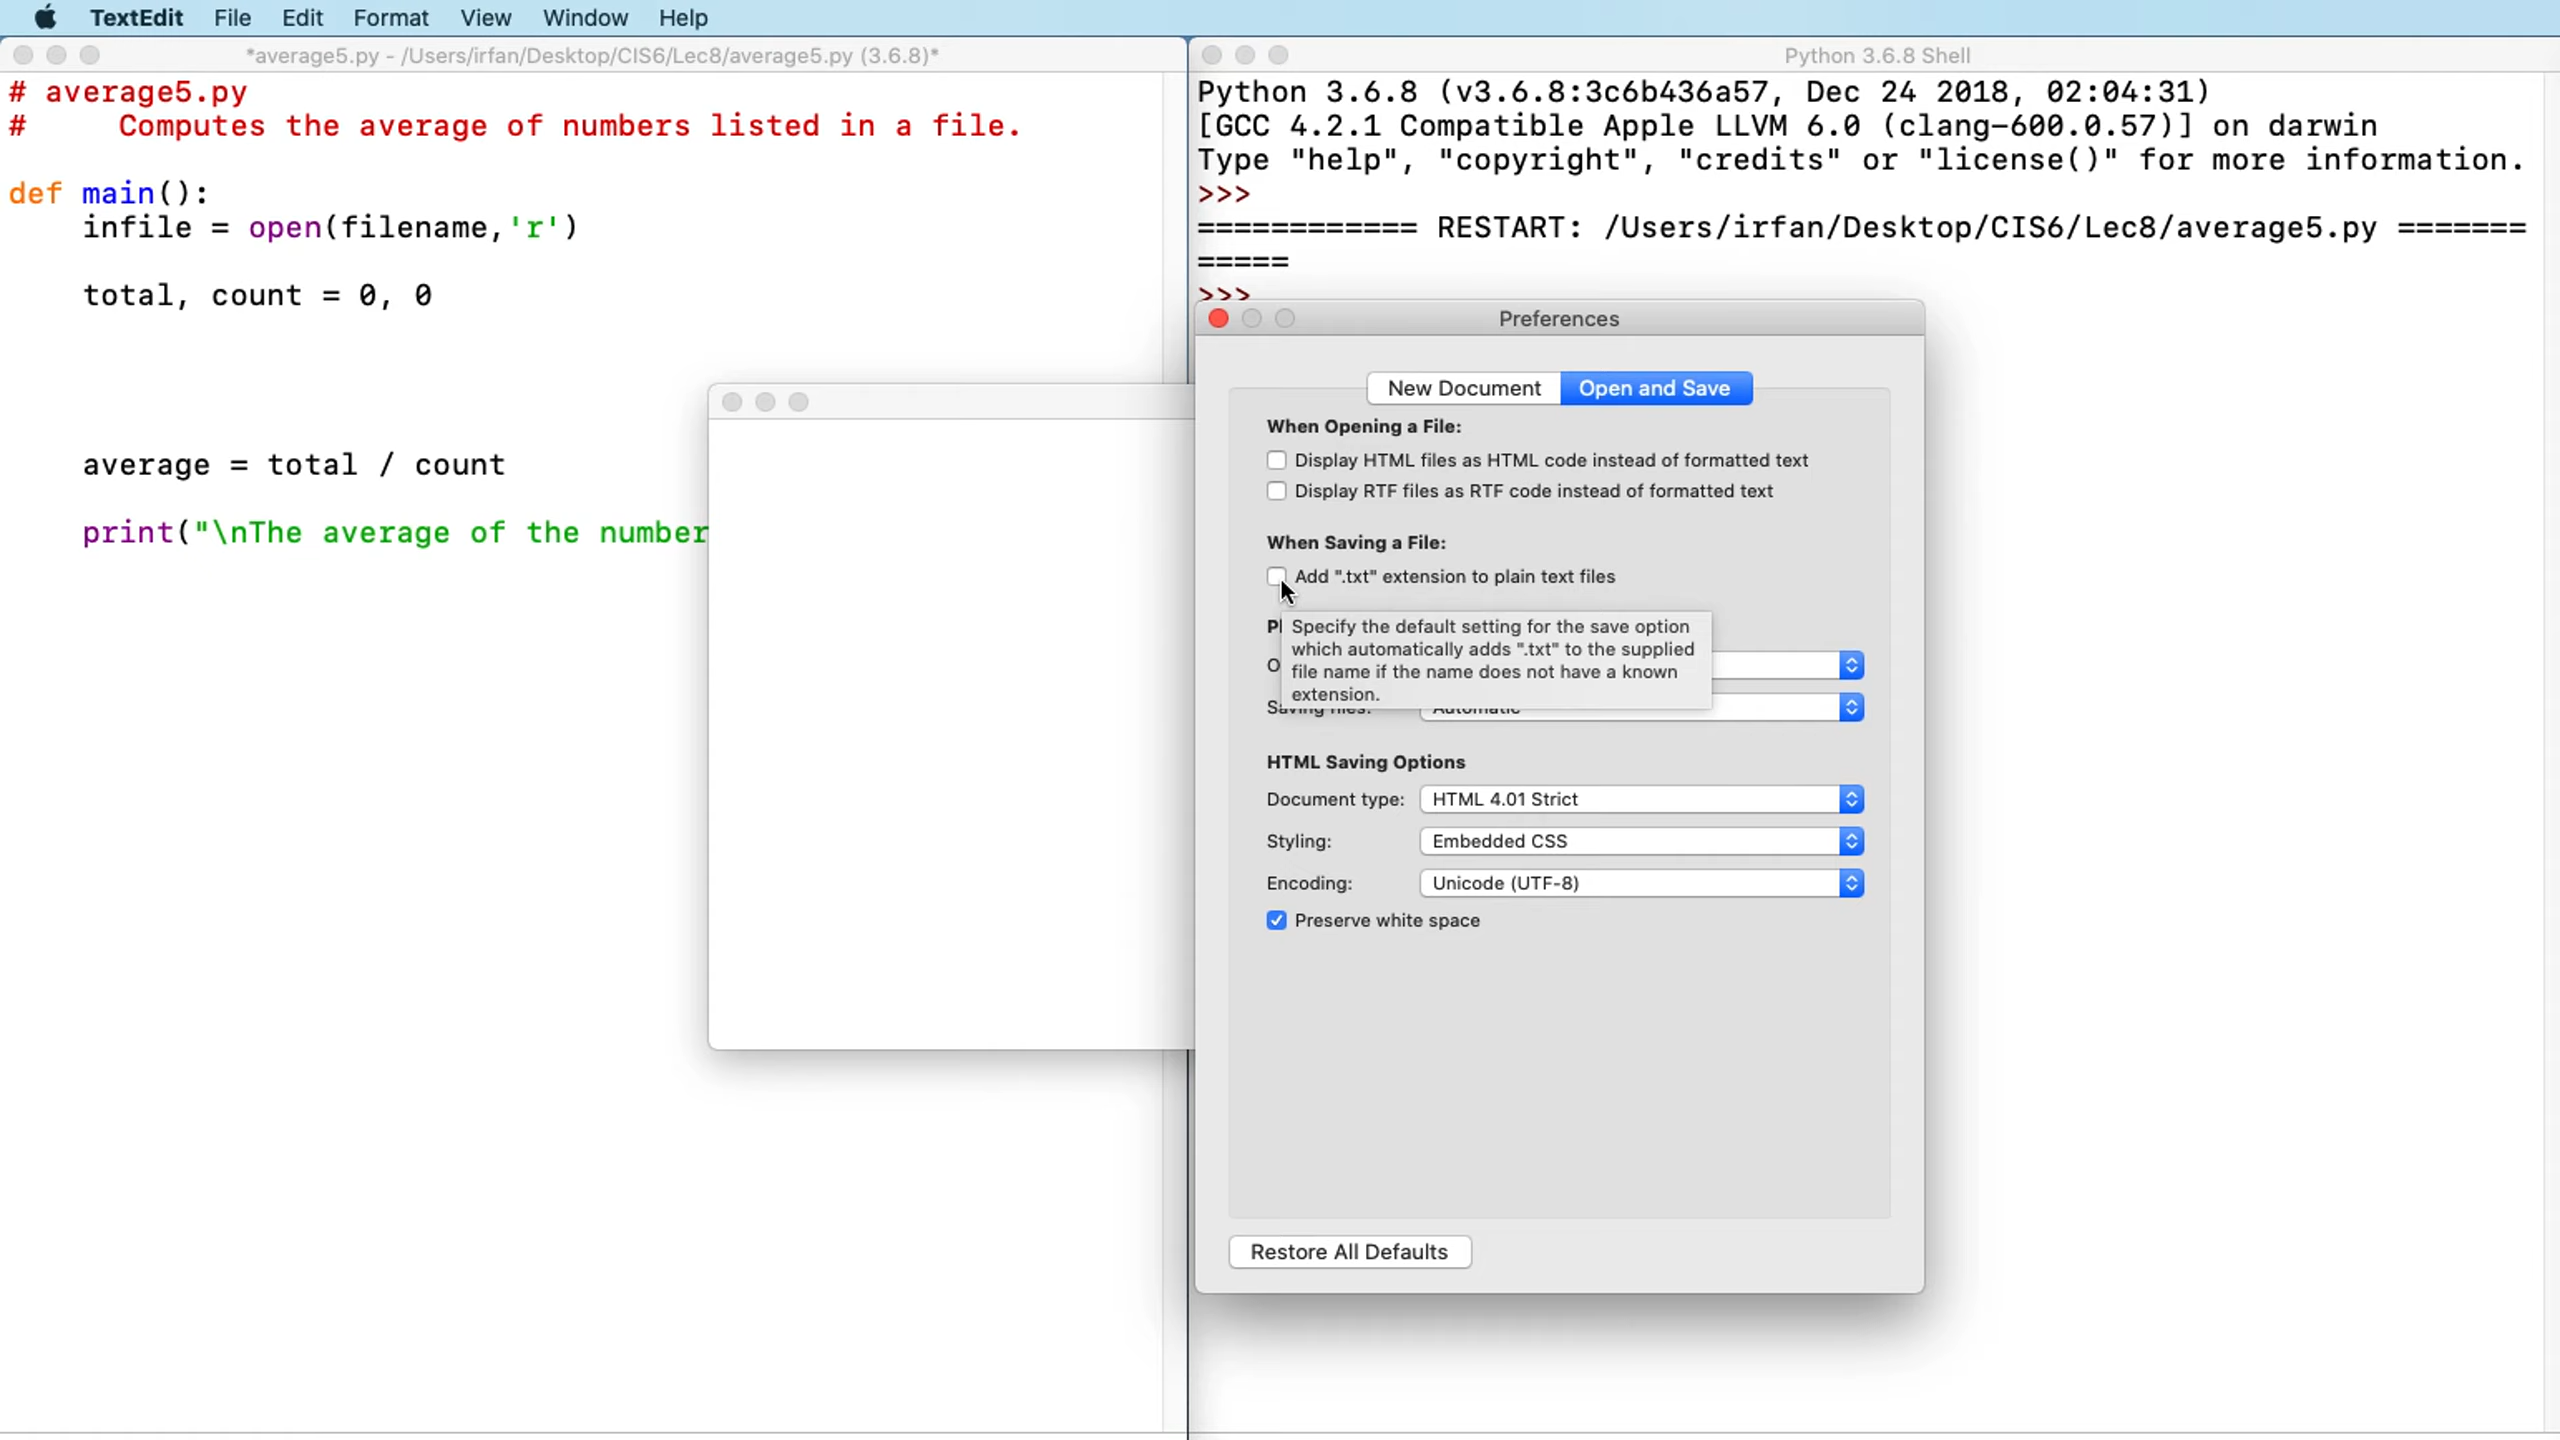 TextEdit File Edit Format View Window Help
*average5.py - /Users/irfan/Desktop/CIS6/Lec8/average5.py (3.6.8)*
# average5.py
#     Computes the average of numbers listed in a file.
def main():
    infile = open(filename,'r')
    total, count = 0, 0
    average = total / count
    print("\nThe average of the number
Python 3.6.8 Shell
Python 3.6.8 (v3.6.8:3c6b436a57, Dec 24 2018, 02:04:31)
[GCC 4.2.1 Compatible Apple LLVM 6.0 (clang-600.0.57)] on darwin
Type "help", "copyright", "credits" or "license()" for more information.
>>>
============ RESTART: /Users/irfan/Desktop/CIS6/Lec8/average5.py =======
=====
>>>
Preferences
New Document Open and Save
When Opening a File:
Display HTML files as HTML code instead of formatted text
Display RTF files as RTF code instead of formatted text
When Saving a File:
Add ".txt" extension to plain text files
Specify the default setting for the save option
which automatically adds ".txt" to the supplied
file name if the name does not have a known
extension.
Saving files: Automatic
HTML Saving Options
Document type: HTML 4.01 Strict
Styling: Embedded CSS
Encoding: Unicode (UTF-8)
Preserve white space
Restore All Defaults